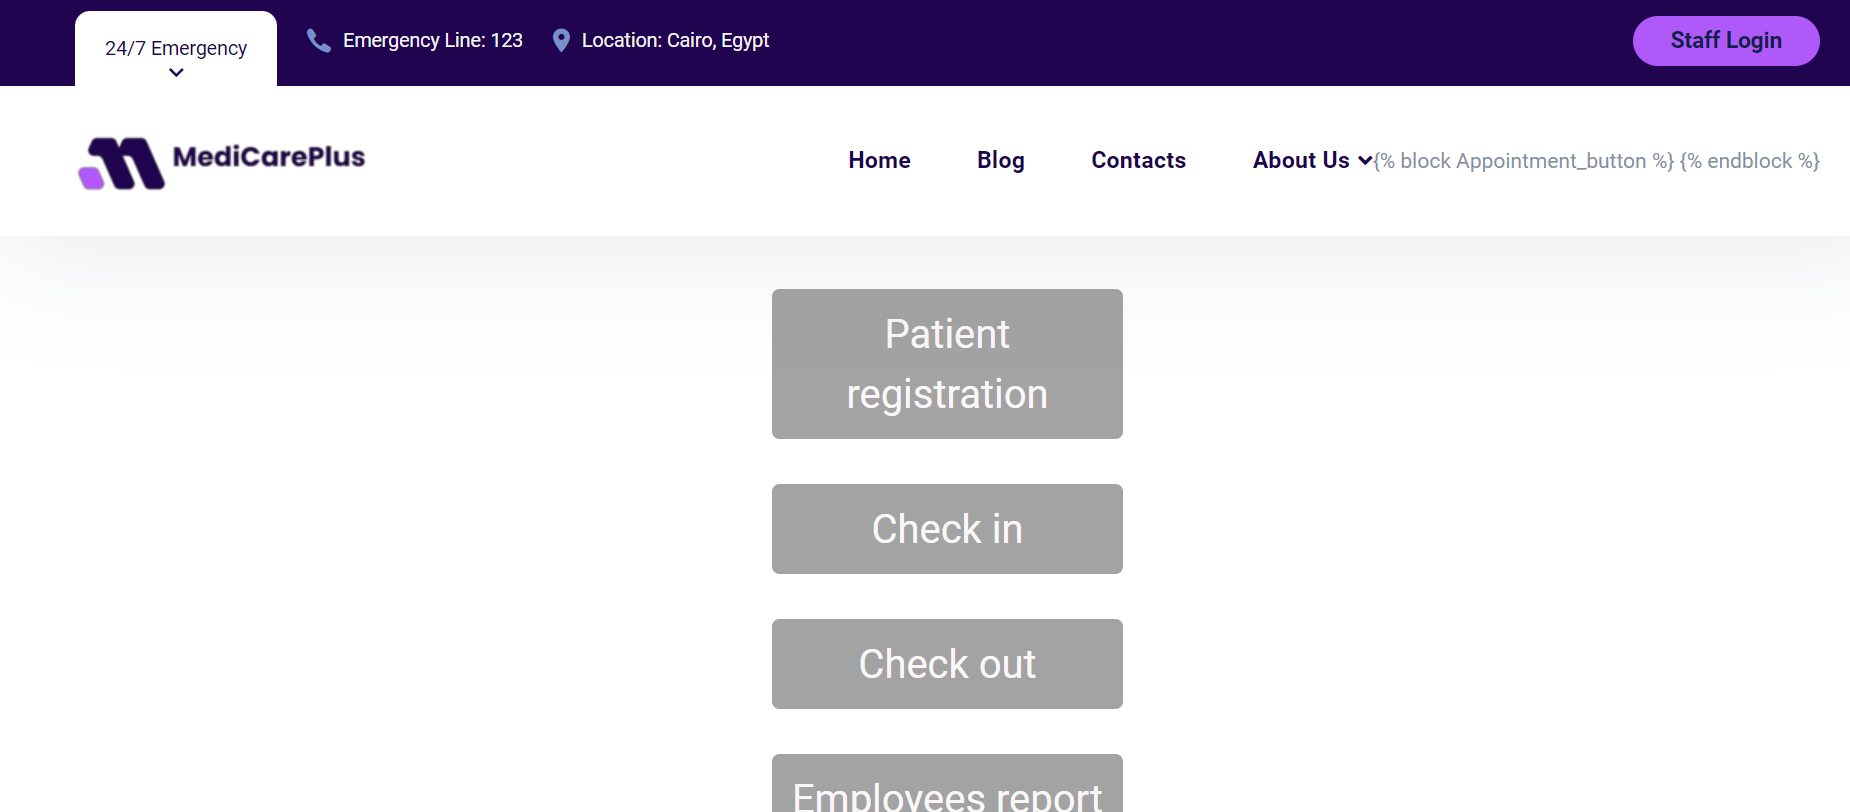 24/7 Emergency
Emergency Line: 123
Location: Cairo, Egypt
Staff Login
MediCarePlus
Home
Blog
Contacts
About Us
{% block Appointment_button %} {% endblock %}
Patient
registration
Check in
Check out
Employees report